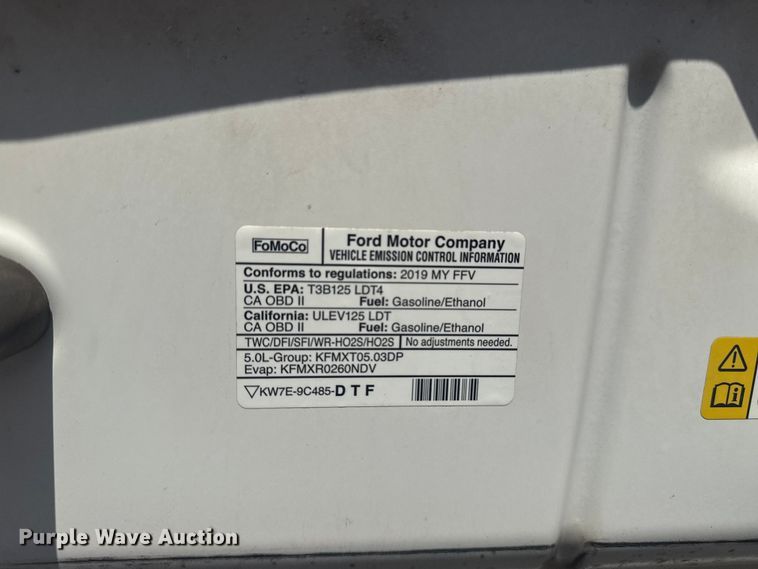 FoMoCo
Ford Motor Company
VEHICLE EMISSION CONTROL INFORMATION
Conforms to regulations: 2019 MY FFV
U.S. EPA: T3B125 LDT4
CA OBD II Fuel: Gasoline/Ethanol
California: ULEV125 LDT
CA OBD II Fuel: Gasoline/Ethanol
TWC/DFI/SFI/WR-HO2S/HO2S No adjustments needed.
5.0L-Group: KFMXT05.03DP
Evap: KFMXR0260NDV
KW7E-9C485-D T F
Purple Wave Auction